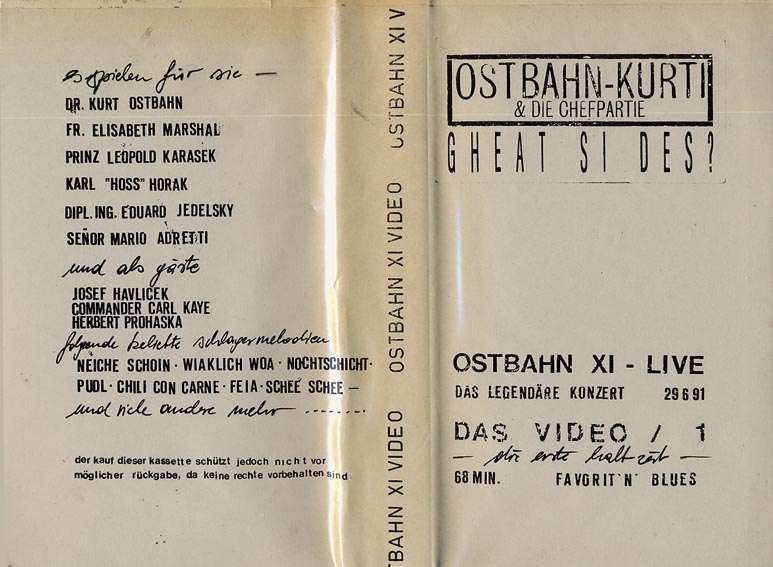 es spielen für sie —
DR. KURT OSTBAHN
FR. ELISABETH MARSHAL
PRINZ LEOPOLD KARASEK
KARL "HOSS" HORAK
DIPL. ING. EDUARD JEDELSKY
SEÑOR MARIO ADRETTI
und als gäste
JOSEF HAVLICEK
COMMANDER CARL KAYE
HERBERT PROHASKA
folgende beliebte schlagermelodien
NEICHE SCHOIN · WIAKLICH WOA · NOCHTSCHICHT ·
PUDL · CHILI CON CARNE · FEIA · SCHEE SCHEE —
und viele andere mehr --------
der kauf dieser kassette schützt jedoch nicht vor
möglicher rückgabe, da keine rechte vorbehalten sind.
OSTBAHN XI VIDEO OSTBAHN XI VIDEO OSTBAHN XI V
OSTBAHN-KURTI
& DIE CHEFPARTIE
GHEAT SI DES?
OSTBAHN XI - LIVE
DAS LEGENDÄRE KONZERT 29 6 91
DAS VIDEO / 1
— die erste halbzeit —
68 MIN. FAVORIT'N' BLUES